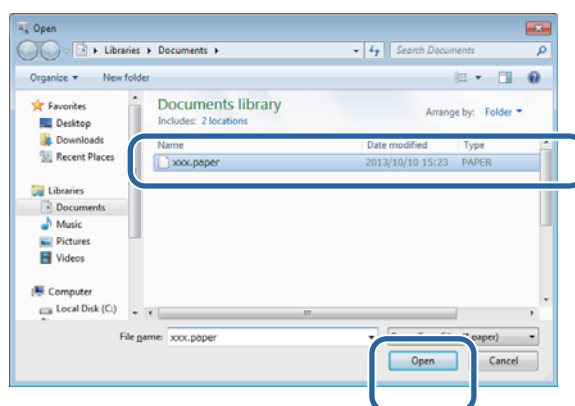 Open
Libraries ▸ Documents ▸
Search Documents
Organize ▼ New folder
Favorites
Desktop
Downloads
Recent Places
Libraries
Documents
Music
Pictures
Videos
Computer
Local Disk (C:)
Documents library
Includes: 2 locations
Arrange by: Folder ▼
Name Date modified Type
xxx.paper 2013/10/10 15:23 PAPER
File name: xxx.paper
paper)
Open Cancel